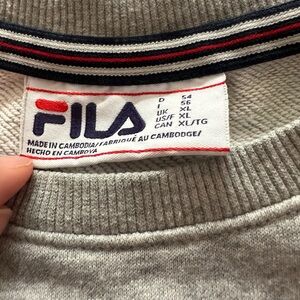 FILA
D 54
I 56
UK XL
US/F XL
CAN XL/TG
MADE IN CAMBODIA/FABRIQUÉ AU CAMBODGE/
HECHO EN CAMBOYA